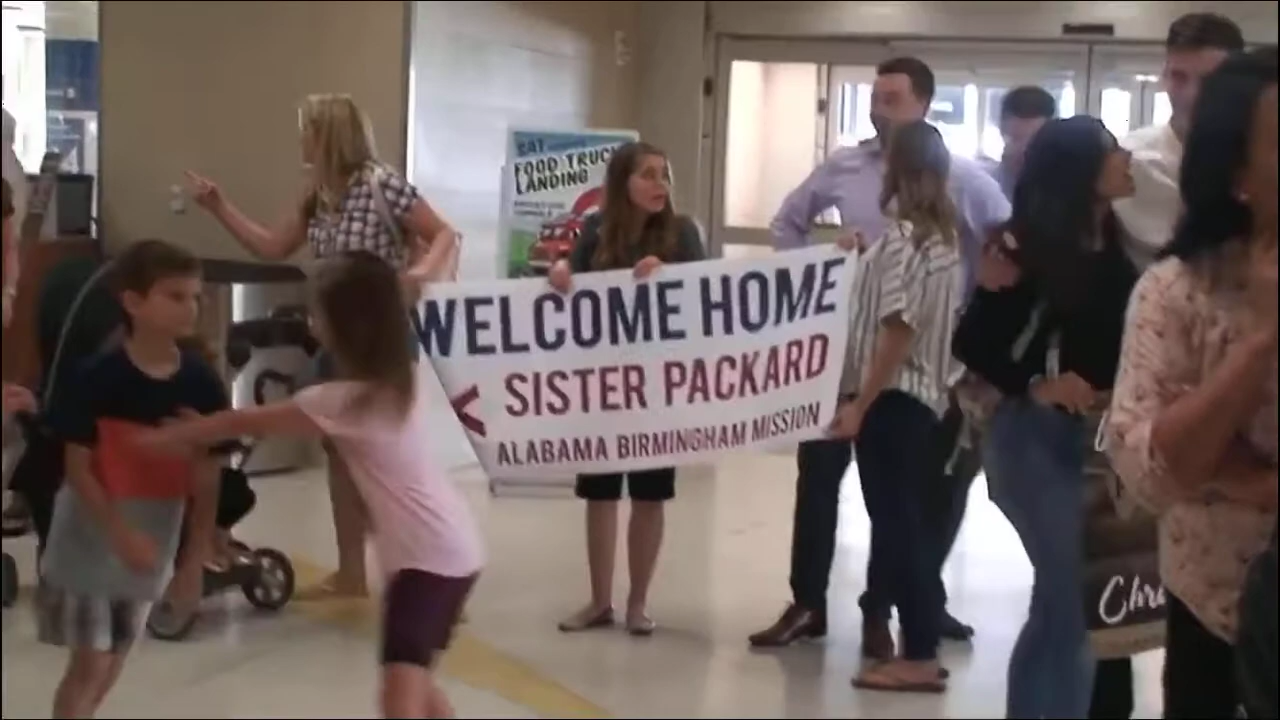 SAT
FOOD TRUCK
LANDING
WELCOME HOME
SISTER PACKARD
ALABAMA BIRMINGHAM MISSION